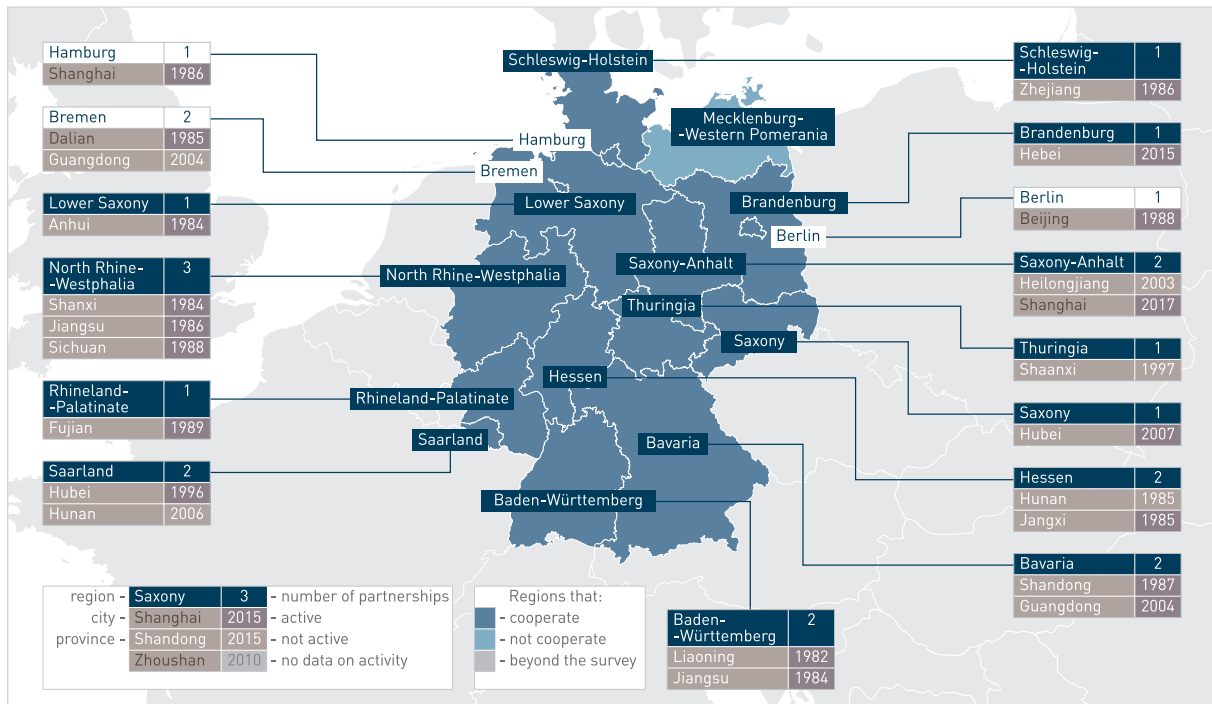 Hamburg 1
Shanghai 1986
Bremen 2
Dalian 1985
Guangdong 2004
Lower Saxony 1
Anhui 1984
North Rhine-
-Westphalia 3
Shanxi 1984
Jiangsu 1986
Sichuan 1988
Rhineland-
-Palatinate 1
Fujian 1989
Saarland 2
Hubei 1996
Hunan 2006
Schleswig-Holstein
Mecklenburg-
-Western Pomerania
Hamburg
Bremen
Lower Saxony
Brandenburg
Berlin
North Rhine-Westphalia
Saxony-Anhalt
Thuringia
Saxony
Hessen
Rhineland-Palatinate
Saarland
Bavaria
Baden-Württemberg
Schleswig-
-Holstein 1
Zhejiang 1986
Brandenburg 1
Hebei 2015
Berlin 1
Beijing 1988
Saxony-Anhalt 2
Heilongjiang 2003
Shanghai 2017
Thuringia 1
Shaanxi 1997
Saxony 1
Hubei 2007
Hessen 2
Hunan 1985
Jangxi 1985
Bavaria 2
Shandong 1987
Guangdong 2004
Baden-
-Württemberg 2
Liaoning 1982
Jiangsu 1984
region - Saxony 3 - number of partnerships
city - Shanghai 2015 - active
province - Shandong 2015 - not active
Zhoushan 2010 - no data on activity
Regions that:
- cooperate
- not cooperate
- beyond the survey